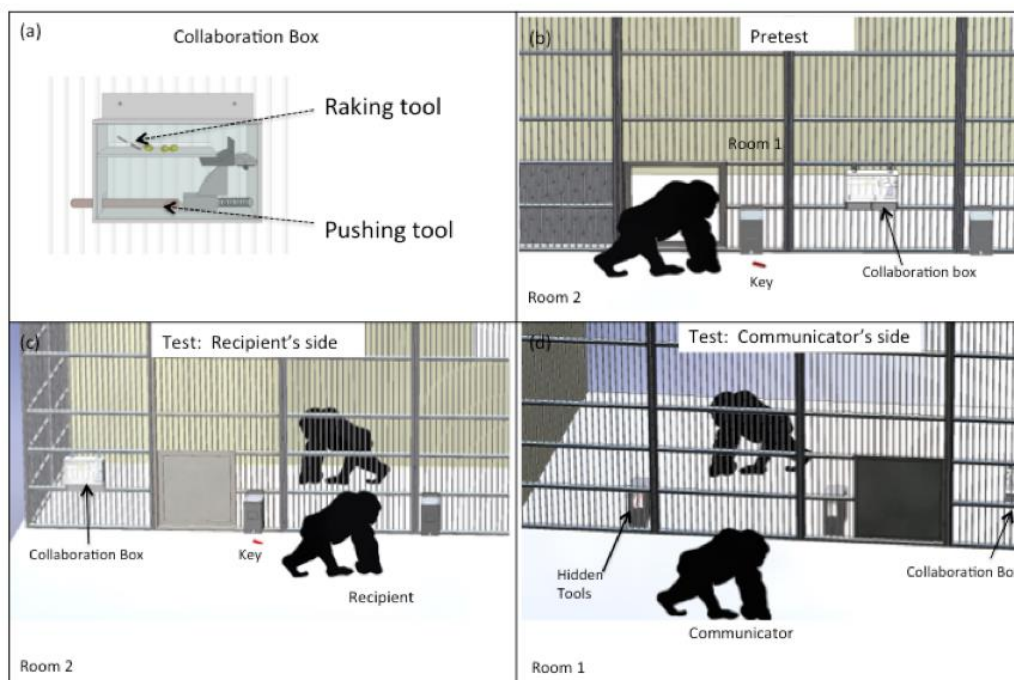 (a)
Collaboration Box
Raking tool
Pushing tool
(b)
Pretest
Room 1
Collaboration box
Key
Room 2
(c)
Test: Recipient's side
Collaboration Box
Key
Recipient
Room 2
(d)
Test: Communicator's side
Hidden
Tools
Collaboration Bo
Communicator
Room 1